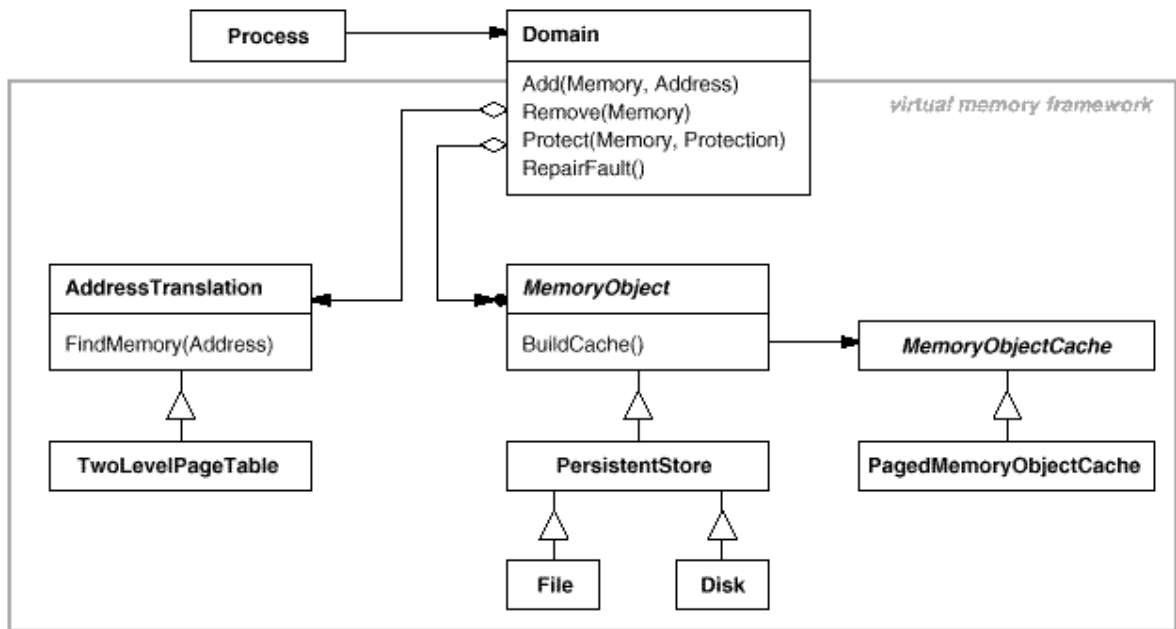 Process
Domain
Add(Memory, Address)
Remove(Memory)
Protect(Memory, Protection)
RepairFault()
virtual memory framework
AddressTranslation
FindMemory(Address)
MemoryObject
BuildCache()
MemoryObjectCache
TwoLevelPageTable
PersistentStore
PagedMemoryObjectCache
File
Disk